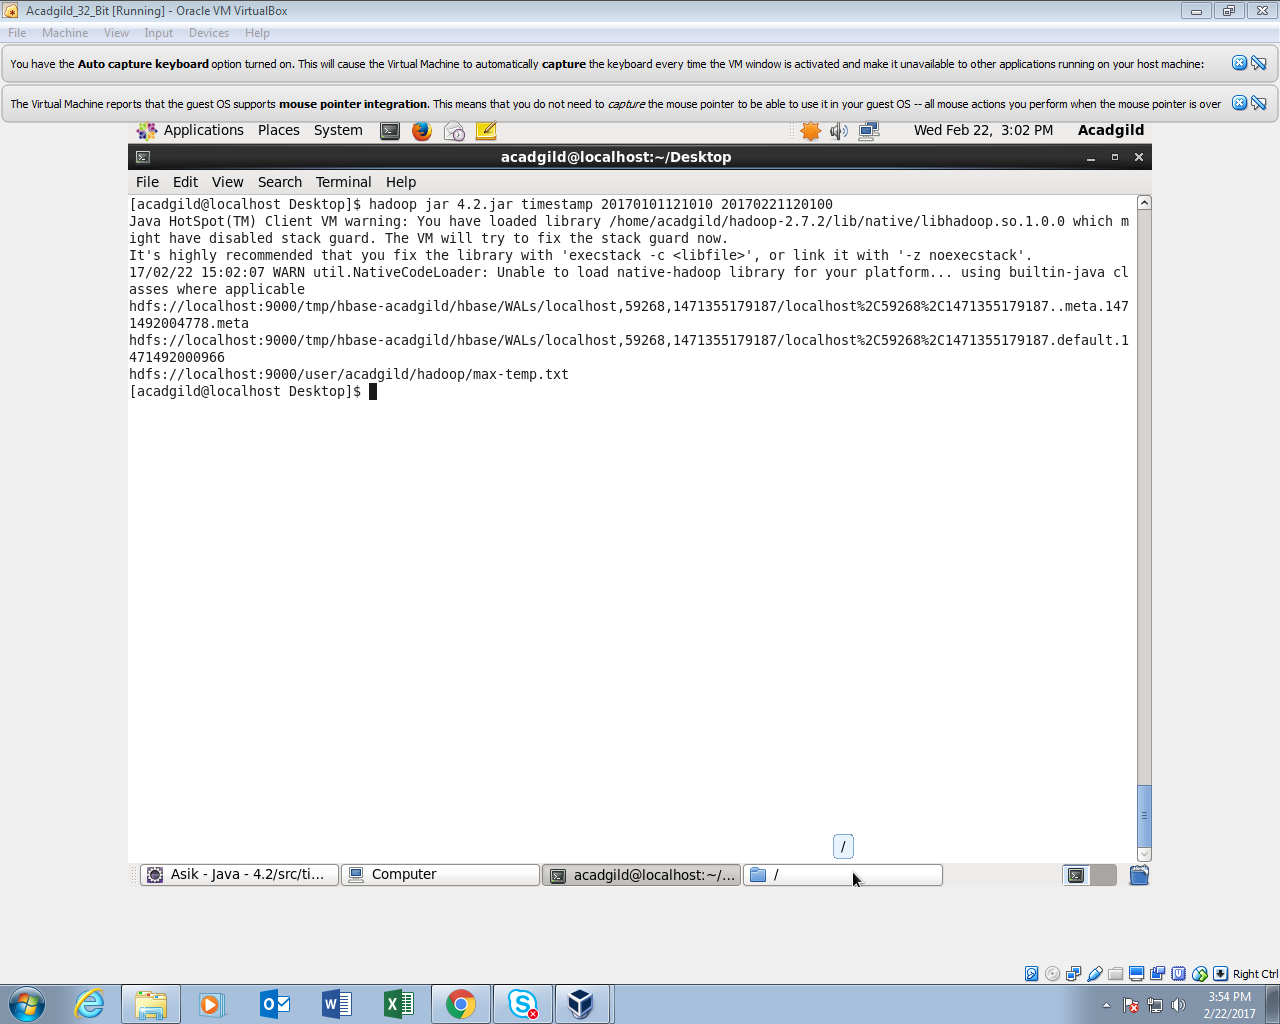 Acadgild_32_Bit [Running] - Oracle VM VirtualBox
File Machine View Input Devices Help
You have the Auto capture keyboard option turned on. This will cause the Virtual Machine to automatically capture the keyboard every time the VM window is activated and make it unavailable to other applications running on your host machine:
The Virtual Machine reports that the guest OS supports mouse pointer integration. This means that you do not need to capture the mouse pointer to be able to use it in your guest OS -- all mouse actions you perform when the mouse pointer is over
Applications Places System Wed Feb 22, 3:02 PM Acadgild
acadgild@localhost:~/Desktop
File Edit View Search Terminal Help
[acadgild@localhost Desktop]$ hadoop jar 4.2.jar timestamp 20170101121010 20170221120100
Java HotSpot(TM) Client VM warning: You have loaded library /home/acadgild/hadoop-2.7.2/lib/native/libhadoop.so.1.0.0 which m
ight have disabled stack guard. The VM will try to fix the stack guard now.
It's highly recommended that you fix the library with 'execstack -c <libfile>', or link it with '-z noexecstack'.
17/02/22 15:02:07 WARN util.NativeCodeLoader: Unable to load native-hadoop library for your platform... using builtin-java cl
asses where applicable
hdfs://localhost:9000/tmp/hbase-acadgild/hbase/WALs/localhost,59268,1471355179187/localhost%2C59268%2C1471355179187..meta.147
1492004778.meta
hdfs://localhost:9000/tmp/hbase-acadgild/hbase/WALs/localhost,59268,1471355179187/localhost%2C59268%2C1471355179187.default.1
471492000966
hdfs://localhost:9000/user/acadgild/hadoop/max-temp.txt
[acadgild@localhost Desktop]$
/
Asik - Java - 4.2/src/ti... Computer acadgild@localhost:~/... /
Right Ctrl
3:54 PM
2/22/2017